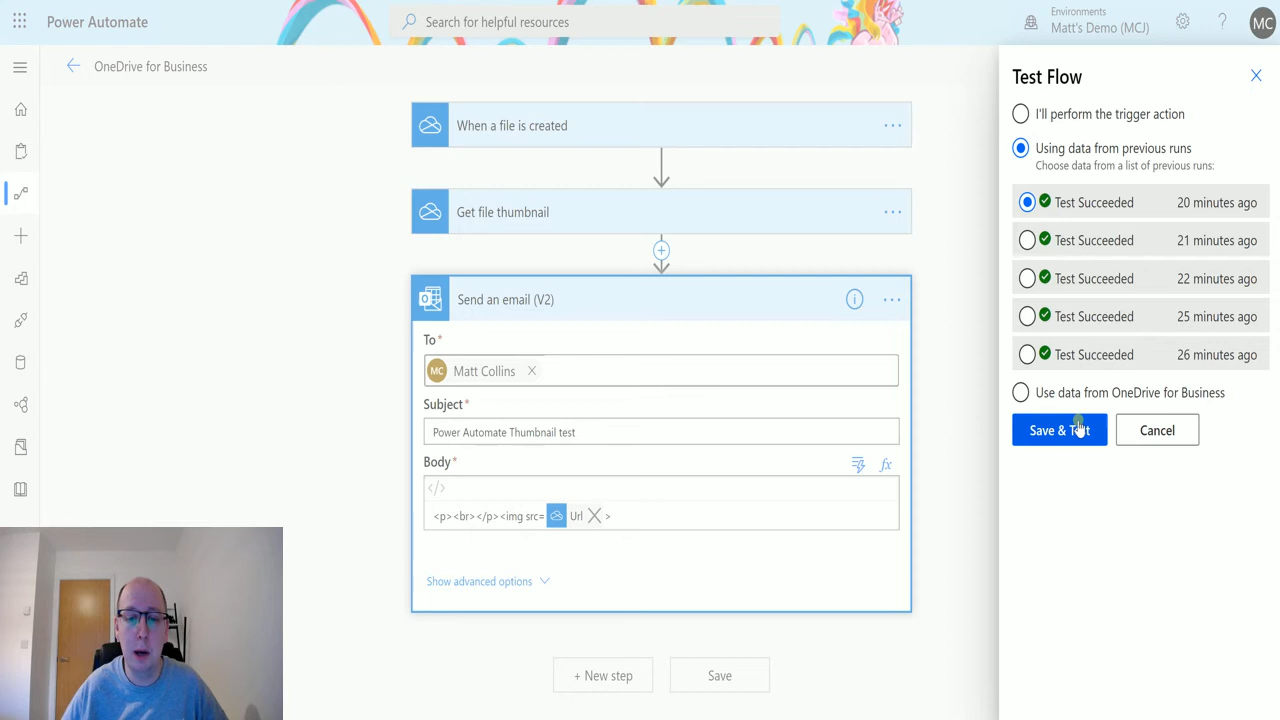 Power Automate
Search for helpful resources
Environments
Matt's Demo (MCJ)
?
MC
OneDrive for Business
When a file is created
...
Get file thumbnail
...
Send an email (V2)
...
To*
MC Matt Collins
Subject*
Power Automate Thumbnail test
Body*
fx
</>
<p><br></p><img src= Url >
Show advanced options
+ New step
Save
Test Flow
I'll perform the trigger action
Using data from previous runs
Choose data from a list of previous runs:
Test Succeeded 20 minutes ago
Test Succeeded 21 minutes ago
Test Succeeded 22 minutes ago
Test Succeeded 25 minutes ago
Test Succeeded 26 minutes ago
Use data from OneDrive for Business
Save & Test
Cancel